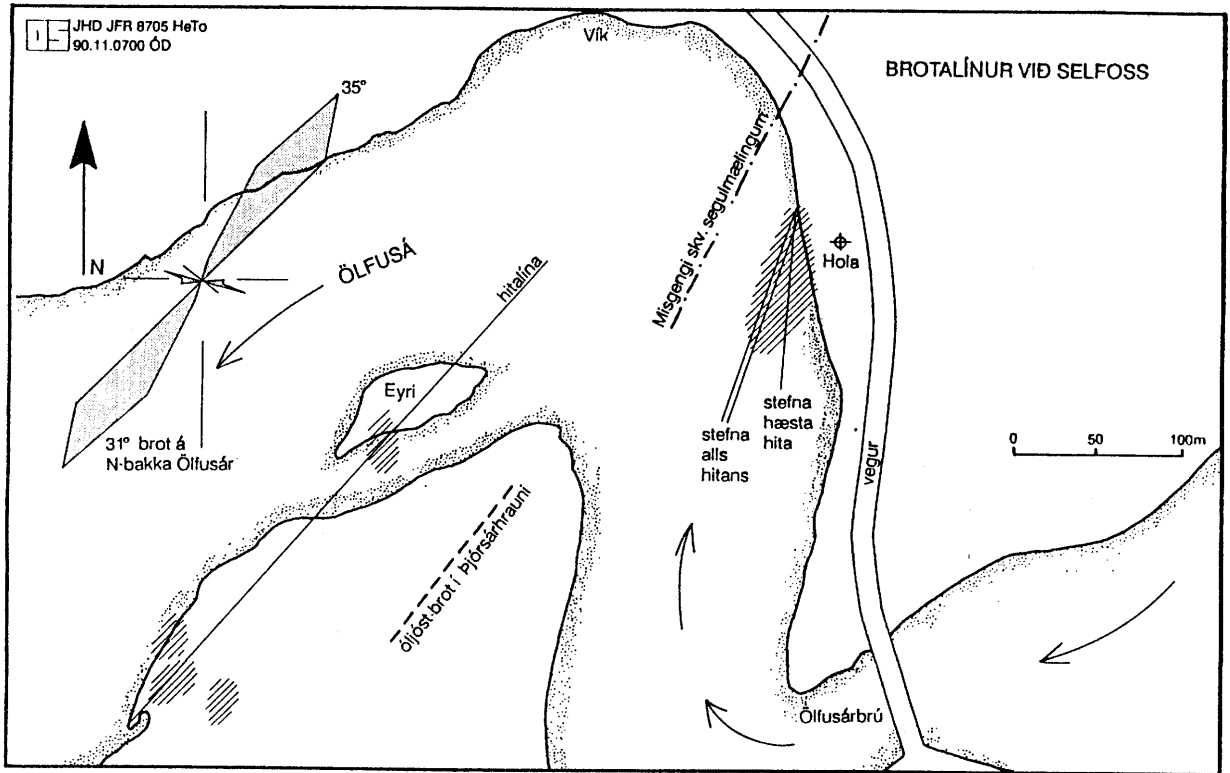 OS
JHD JFR 8705 HeTo
90.11.0700 ÓD
Vík
BROTALÍNUR VIÐ SELFOSS
35°
Misgengi skv. segulmælingum
N
ÖLFUSÁ
hitalína
Hola
Eyri
stefna
hæsta
hita
stefna
alls
hitans
31° brot á
N-bakka Ölfusár
0 50 100m
vegur
óljóst brot í Þjórsárhrauni
Ölfusárbrú